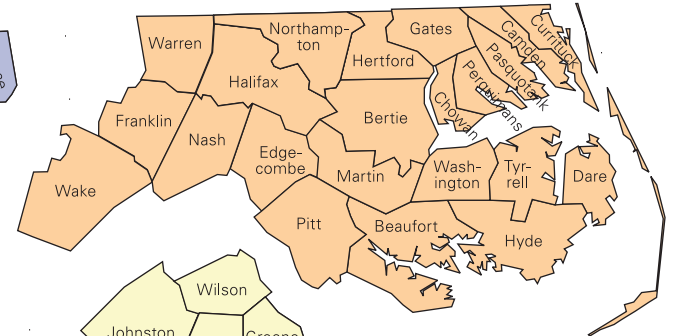 Warren
Northamp-
ton
Gates
Camden
Currituck
Hertford
Pasquotank
Perquimans
Halifax
Chowan
Franklin
Bertie
Nash
Edge-
combe
Martin
Wash-
ington
Tyr-
rell
Dare
Wake
Pitt
Beaufort
Hyde
Wilson
Johnston
Greene